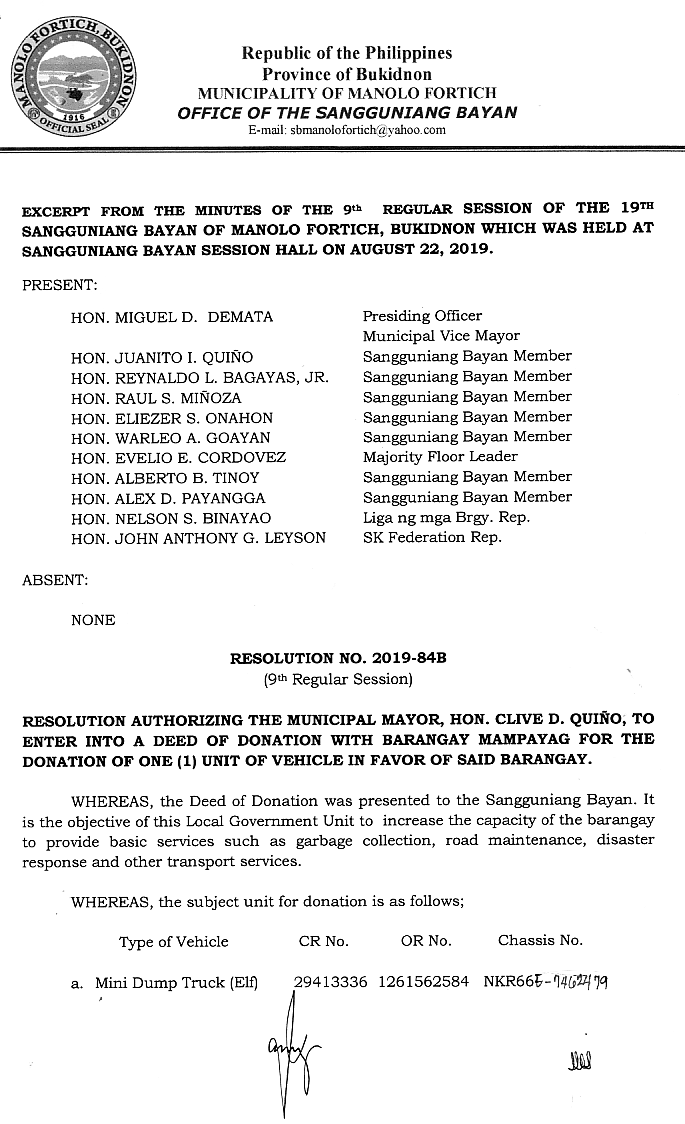 MANOLO FORTICH, BUKIDNON
1916
OFFICIAL SEAL
Republic of the Philippines
Province of Bukidnon
MUNICIPALITY OF MANOLO FORTICH
OFFICE OF THE SANGGUNIANG BAYAN
E-mail: sbmanolofortich@yahoo.com
EXCERPT FROM THE MINUTES OF THE 9th REGULAR SESSION OF THE 19TH
SANGGUNIANG BAYAN OF MANOLO FORTICH, BUKIDNON WHICH WAS HELD AT
SANGGUNIANG BAYAN SESSION HALL ON AUGUST 22, 2019.
PRESENT:
HON. MIGUEL D. DEMATA Presiding Officer
Municipal Vice Mayor
HON. JUANITO I. QUIÑO Sangguniang Bayan Member
HON. REYNALDO L. BAGAYAS, JR. Sangguniang Bayan Member
HON. RAUL S. MIÑOZA Sangguniang Bayan Member
HON. ELIEZER S. ONAHON Sangguniang Bayan Member
HON. WARLEO A. GOAYAN Sangguniang Bayan Member
HON. EVELIO E. CORDOVEZ Majority Floor Leader
HON. ALBERTO B. TINOY Sangguniang Bayan Member
HON. ALEX D. PAYANGGA Sangguniang Bayan Member
HON. NELSON S. BINAYAO Liga ng mga Brgy. Rep.
HON. JOHN ANTHONY G. LEYSON SK Federation Rep.
ABSENT:
NONE
RESOLUTION NO. 2019-84B
(9th Regular Session)
RESOLUTION AUTHORIZING THE MUNICIPAL MAYOR, HON. CLIVE D. QUIÑO, TO
ENTER INTO A DEED OF DONATION WITH BARANGAY MAMPAYAG FOR THE
DONATION OF ONE (1) UNIT OF VEHICLE IN FAVOR OF SAID BARANGAY.
WHEREAS, the Deed of Donation was presented to the Sangguniang Bayan. It
is the objective of this Local Government Unit to increase the capacity of the barangay
to provide basic services such as garbage collection, road maintenance, disaster
response and other transport services.
WHEREAS, the subject unit for donation is as follows;
Type of Vehicle CR No. OR No. Chassis No.
a. Mini Dump Truck (Elf) 29413336 1261562584